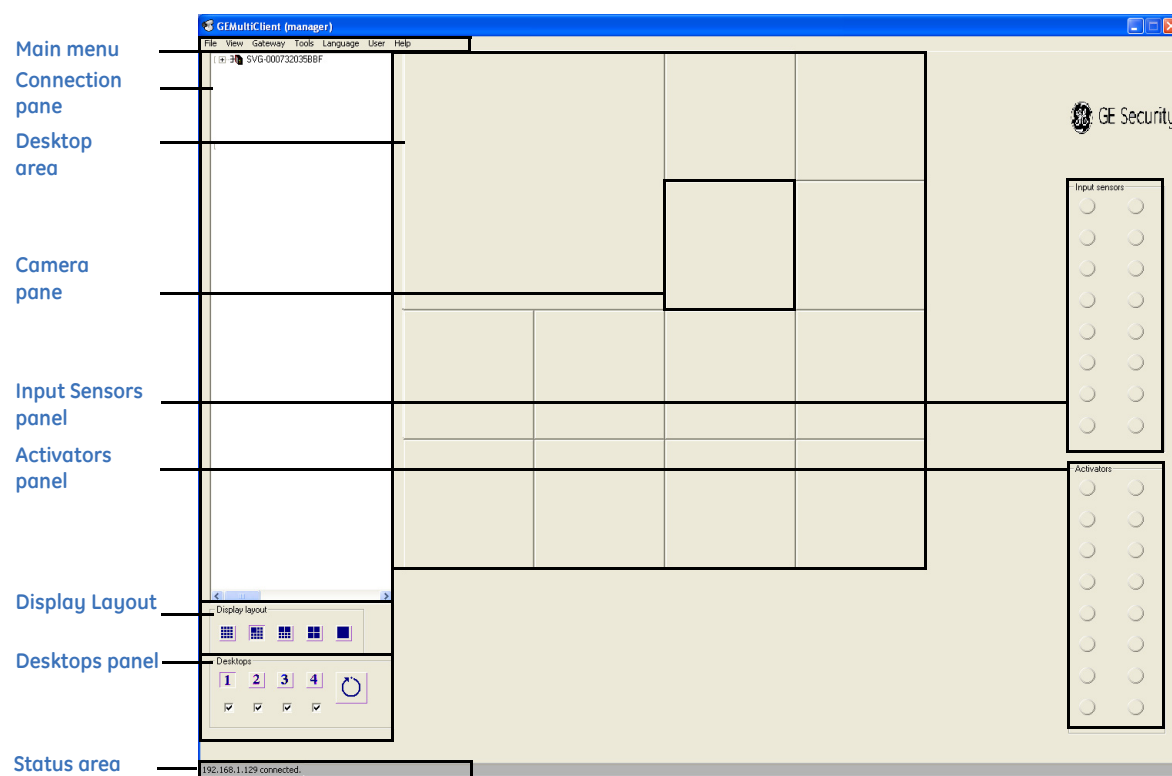 GEMultiClient (manager)
File View Gateway Tools Language User Help
SVG-000732035BBF
Main menu
Connection
pane
Desktop
area
Camera
pane
Input Sensors
panel
Activators
panel
Display Layout
Desktops panel
Status area
GE Security
Input sensors
Activators
Display layout
Desktops
1 2 3 4
192.168.1.129 connected.